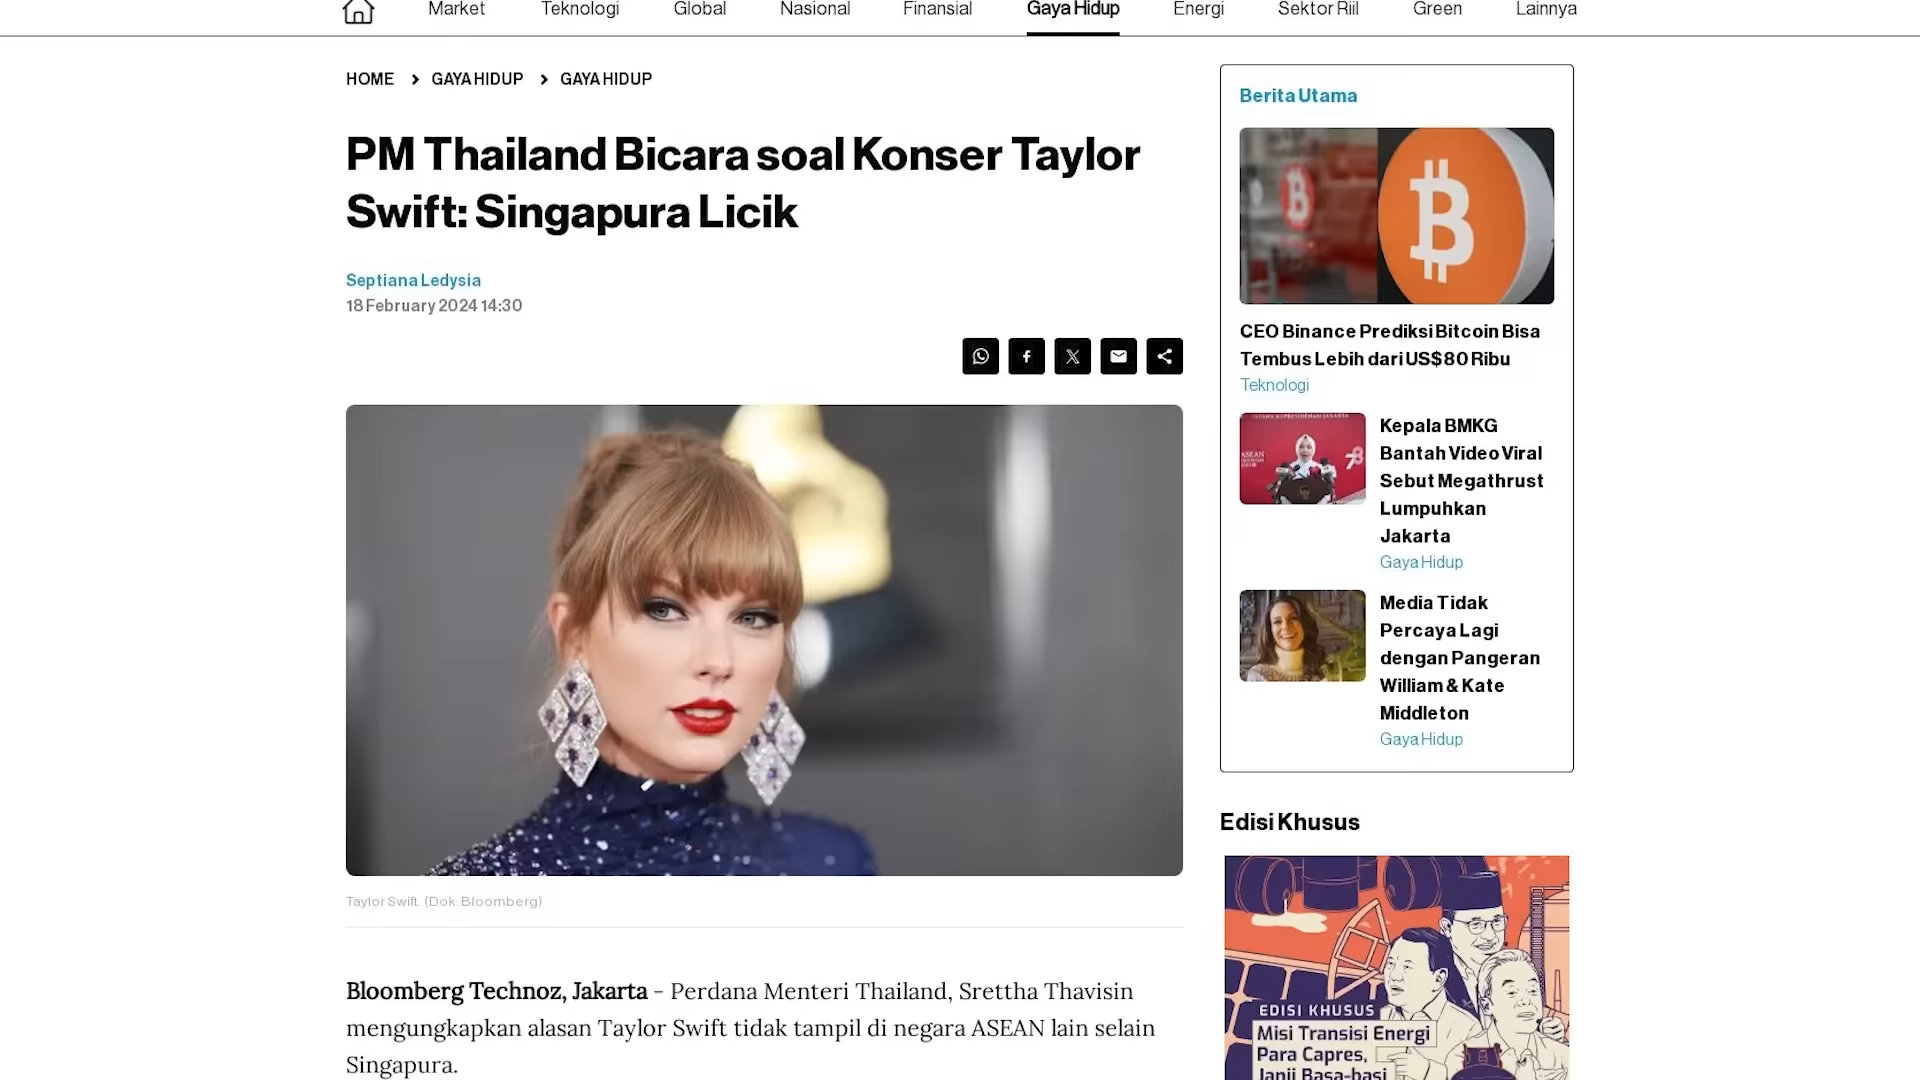 Market
Teknologi
Global
Nasional
Finansial
Gaya Hidup
Energi
Sektor Riil
Green
Lainnya
HOME > GAYA HIDUP > GAYA HIDUP
PM Thailand Bicara soal Konser Taylor
Swift: Singapura Licik
Septiana Ledysia
18 February 2024 14:30
Taylor Swift. (Dok: Bloomberg)
Bloomberg Technoz, Jakarta - Perdana Menteri Thailand, Srettha Thavisin
mengungkapkan alasan Taylor Swift tidak tampil di negara ASEAN lain selain
Singapura.
Berita Utama
CEO Binance Prediksi Bitcoin Bisa
Tembus Lebih dari US$80 Ribu
Teknologi
Kepala BMKG
Bantah Video Viral
Sebut Megathrust
Lumpuhkan
Jakarta
Gaya Hidup
Media Tidak
Percaya Lagi
dengan Pangeran
William & Kate
Middleton
Gaya Hidup
Edisi Khusus
EDISI KHUSUS
Misi Transisi Energi
Para Capres,
Janji Basa-basi